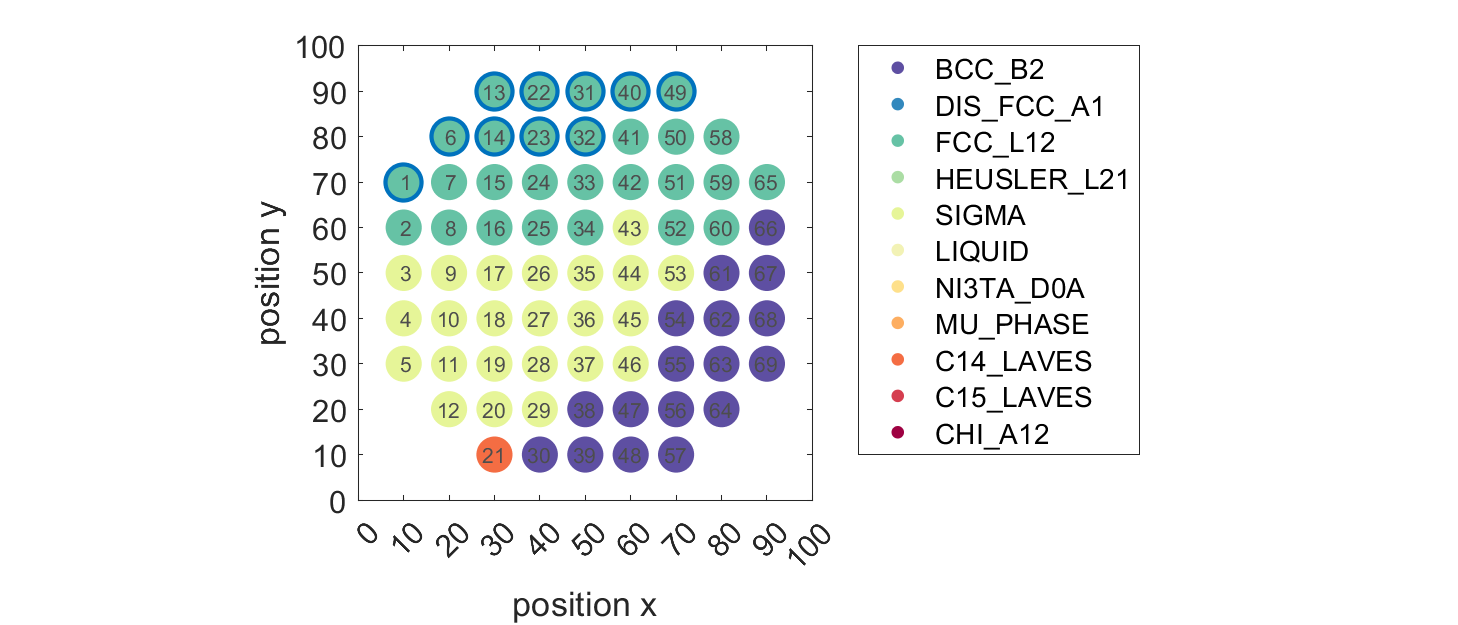 100
90
80
70
60
50
40
30
20
10
0
position y
13 22 31 40 49
6 14 23 32 41 50 58
1 7 15 24 33 42 51 59 65
2 8 16 25 34 43 52 60 66
3 9 17 26 35 44 53 61 67
4 10 18 27 36 45 54 62 68
5 11 19 28 37 46 55 63 69
12 20 29 38 47 56 64
21 30 39 48 57
0 10 20 30 40 50 60 70 80 90 100
position x
BCC_B2
DIS_FCC_A1
FCC_L12
HEUSLER_L21
SIGMA
LIQUID
NI3TA_D0A
MU_PHASE
C14_LAVES
C15_LAVES
CHI_A12